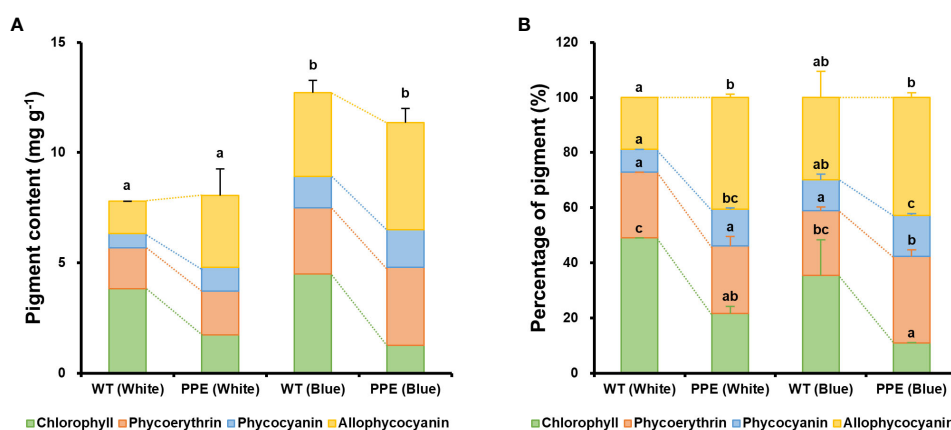 A
Pigment content (mg g-1)
15
10
5
0
a
a
b
b
WT (White)
PPE (White)
WT (Blue)
PPE (Blue)
Chlorophyll Phycoerythrin Phycocyanin Allophycocyanin
B
Percentage of pigment (%)
120
100
80
60
40
20
0
a
b
ab
b
a
bc
ab
c
a
a
a
b
c
ab
bc
a
WT (White)
PPE (White)
WT (Blue)
PPE (Blue)
Chlorophyll Phycoerythrin Phycocyanin Allophycocyanin